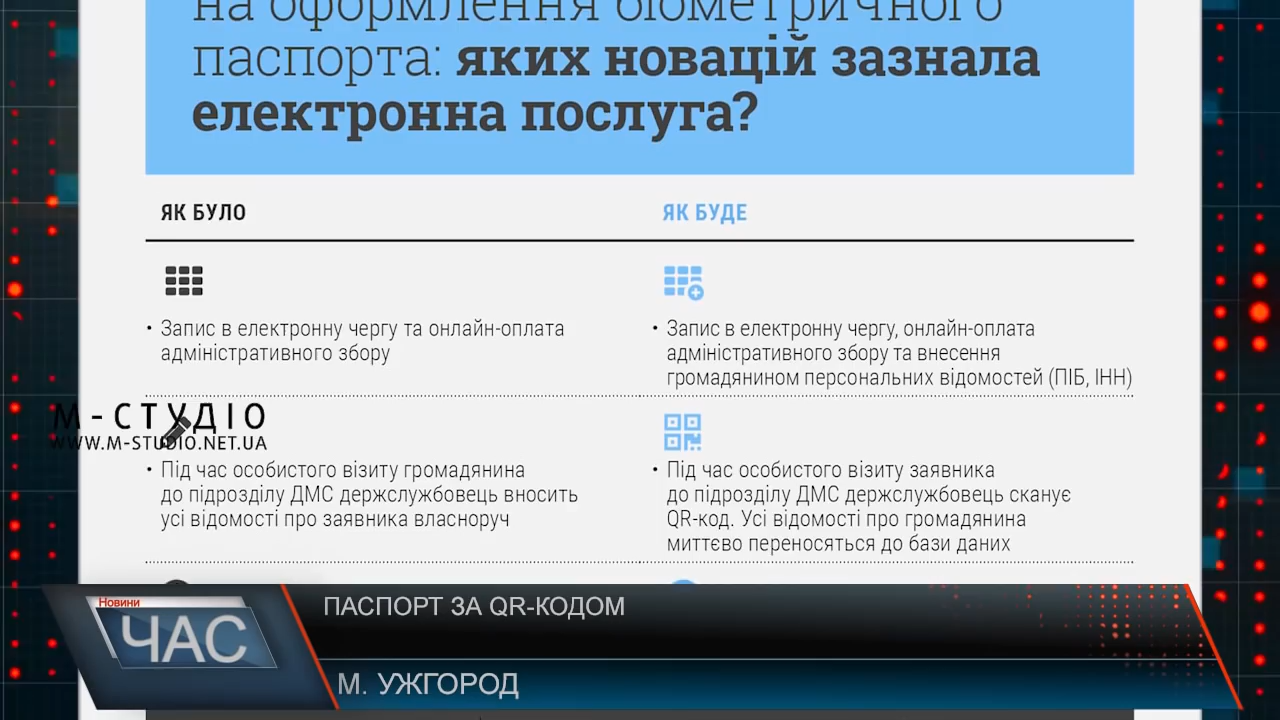 на оформлення біометричного
паспорта: яких новацій зазнала
електронна послуга?
ЯК БУЛО
ЯК БУДЕ
• Запис в електронну чергу та онлайн-оплата
адміністративного збору
• Запис в електронну чергу, онлайн-оплата
адміністративного збору та внесення
громадянином персональних відомостей (ПІБ, ІНН)
М-СТУДІО
WWW.M-STUDIO.NET.UA
• Під час особистого візиту громадянина
до підрозділу ДМС держслужбовець вносить
усі відомості про заявника власноруч
• Під час особистого візиту заявника
до підрозділу ДМС держслужбовець сканує
QR-код. Усі відомості про громадянина
миттєво переносяться до бази даних
Новини
ЧАС
ПАСПОРТ ЗА QR-КОДОМ
М. УЖГОРОД